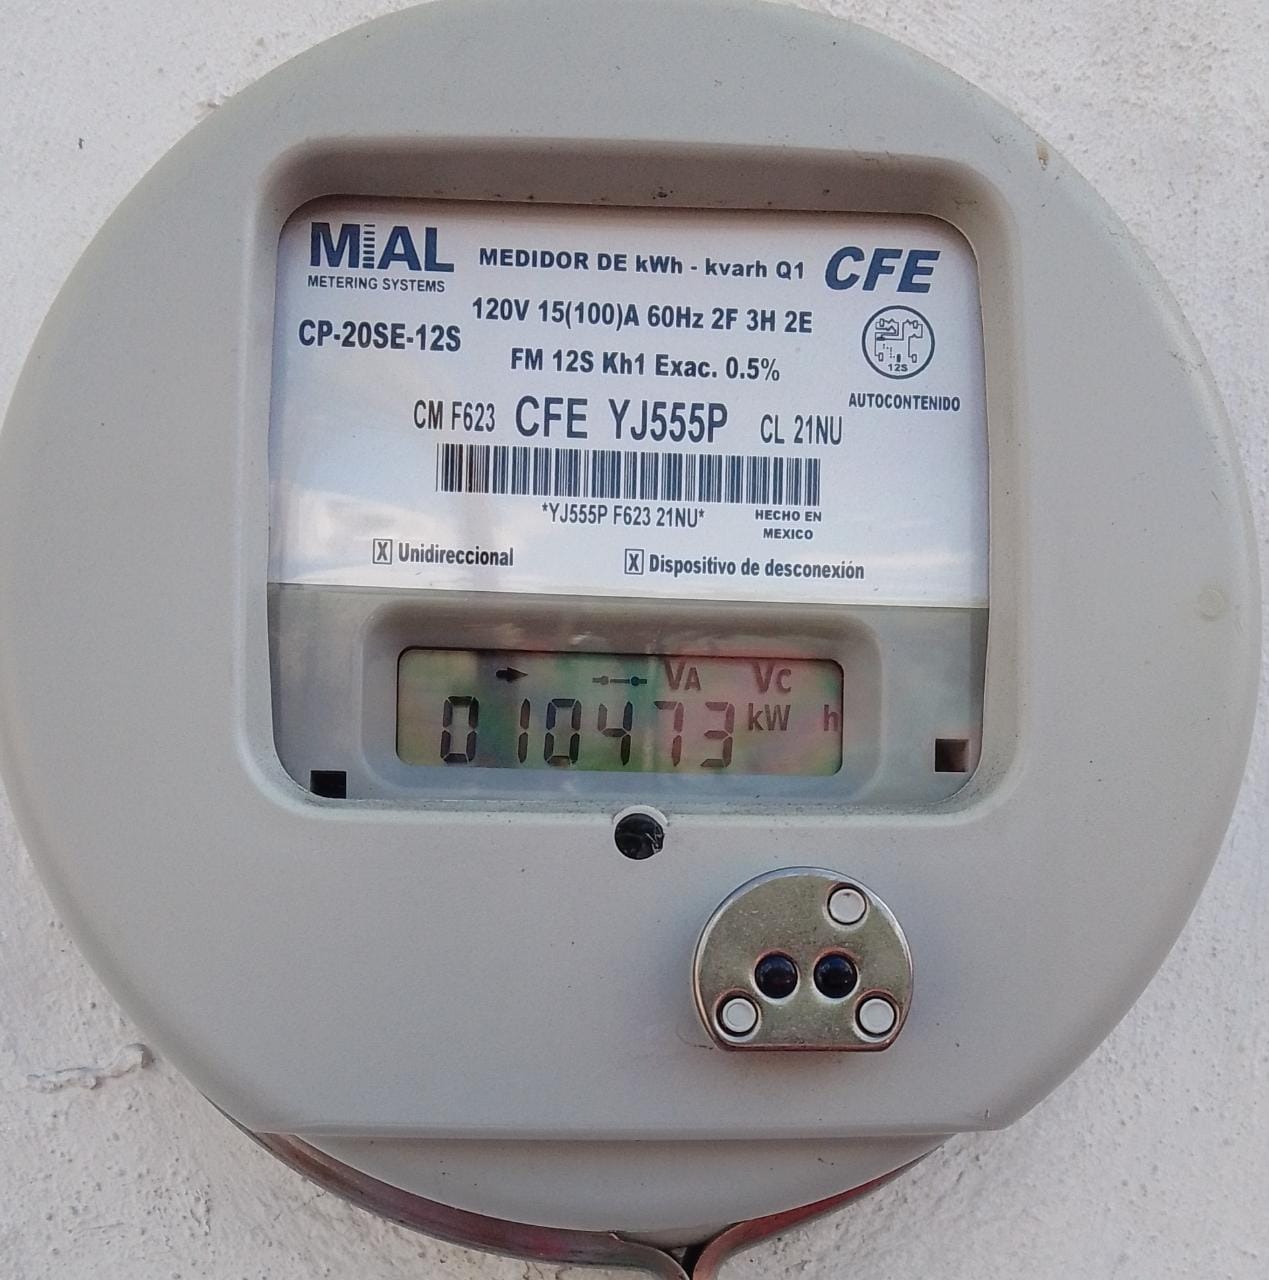 MIAL
METERING SYSTEMS
MEDIDOR DE kWh - kvarh Q1
CFE
120V 15(100)A 60Hz 2F 3H 2E
CP-20SE-12S
FM 12S Kh1 Exac. 0.5%
12S
AUTOCONTENIDO
CM F623 CFE YJ555P CL 21NU
*YJ555P F623 21NU*
HECHO EN
MEXICO
X Unidireccional
X Dispositivo de desconexión
VA VC
010473 kW h